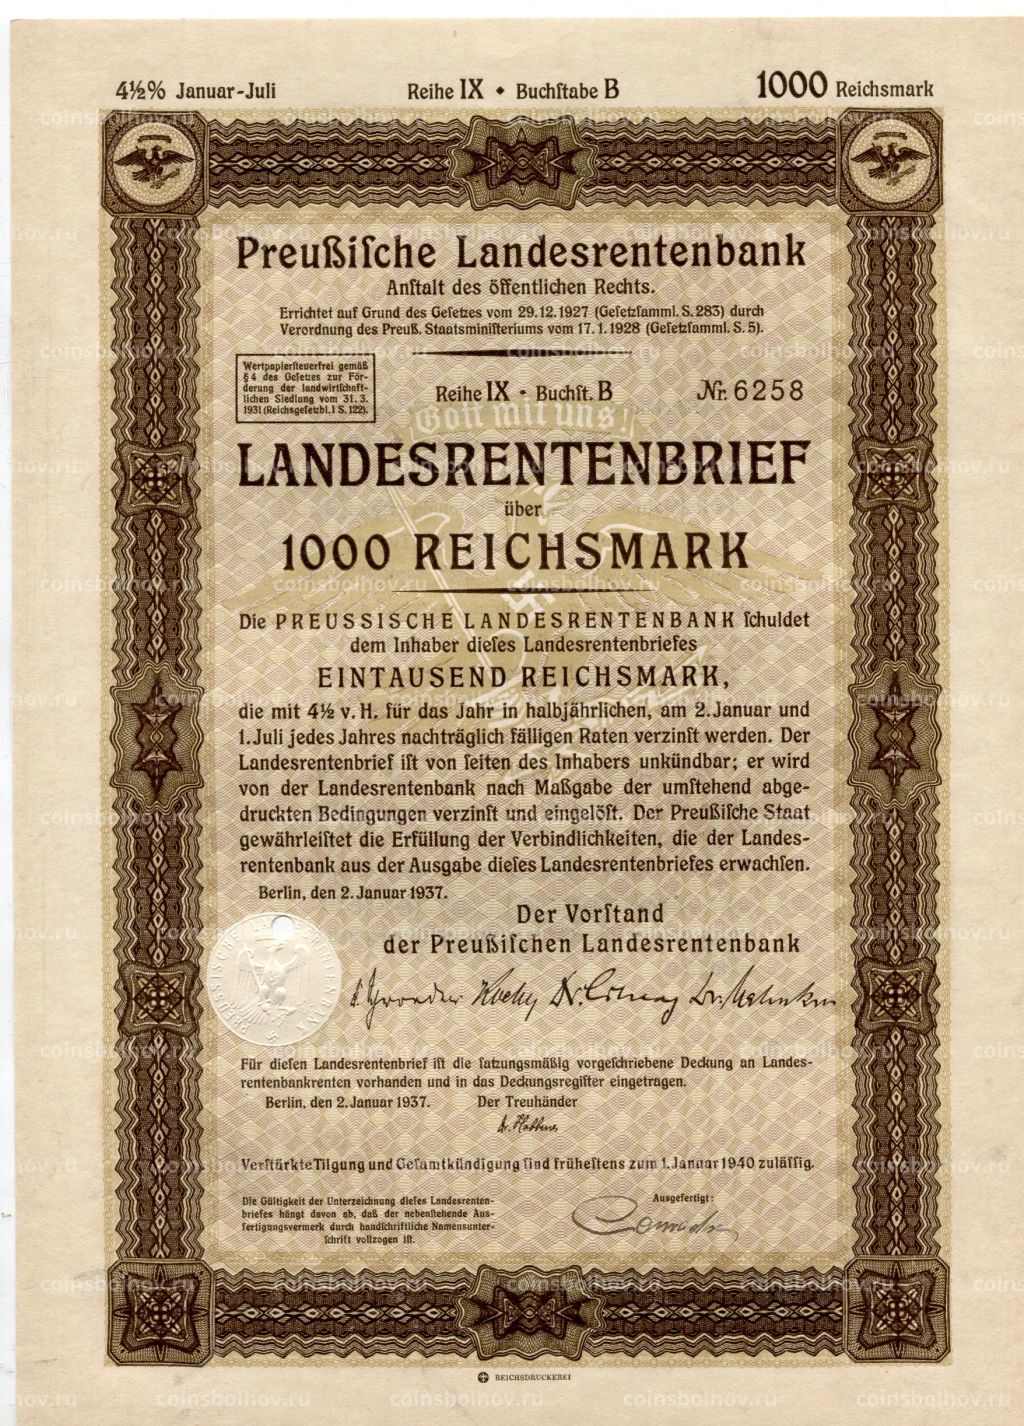 4½% Januar-Juli Reihe IX • Buchſtabe B 1000 Reichsmark
Preußiſche Landesrentenbank
Anſtalt des öffentlichen Rechts.
Errichtet auf Grund des Geſetzes vom 29.12.1927 (Geſetzſamml. S. 283) durch
Verordnung des Preuß. Staatsminiſteriums vom 17.1.1928 (Geſetzſamml. S. 5).
Wertpapierſteuerfrei gemäß
§ 4 des Geſetzes zur För-
derung der landwirtſchaft-
lichen Siedlung vom 31.3.
1931 (Reichsgeſetzbl. I S. 122).
Reihe IX • Buchſt. B Nr. 6258
Gott mit uns!
LANDESRENTENBRIEF
über
1000 REICHSMARK
Die PREUSSISCHE LANDESRENTENBANK ſchuldet
dem Inhaber dieſes Landesrentenbriefes
EINTAUSEND REICHSMARK,
die mit 4½ v. H. für das Jahr in halbjährlichen, am 2. Januar und
1. Juli jedes Jahres nachträglich fälligen Raten verzinſt werden. Der
Landesrentenbrief iſt von ſeiten des Inhabers unkündbar; er wird
von der Landesrentenbank nach Maßgabe der umſtehend abge-
druckten Bedingungen verzinſt und eingelöſt. Der Preußiſche Staat
gewährleiſtet die Erfüllung der Verbindlichkeiten, die der Landes-
rentenbank aus der Ausgabe dieſes Landesrentenbriefes erwachſen.
Berlin, den 2. Januar 1937.
Der Vorſtand
der Preußiſchen Landesrentenbank
PREUSSISCHE LANDESRENTENBANK
Für dieſen Landesrentenbrief iſt die ſatzungsmäßig vorgeſchriebene Deckung an Landes-
rentenbankrenten vorhanden und in das Deckungsregiſter eingetragen.
Berlin, den 2. Januar 1937. Der Treuhänder
Verſtärkte Tilgung und Geſamtkündigung ſind früheſtens zum 1. Januar 1940 zuläſſig.
Die Gültigkeit der Unterzeichnung dieſes Landesrenten-
briefes hängt davon ab, daß der nebenſtehende Aus-
fertigungsvermerk durch handſchriftliche Namensunter-
ſchrift vollzogen iſt.
Ausgefertigt:
REICHSDRUCKEREI
coinsbolhov.ru